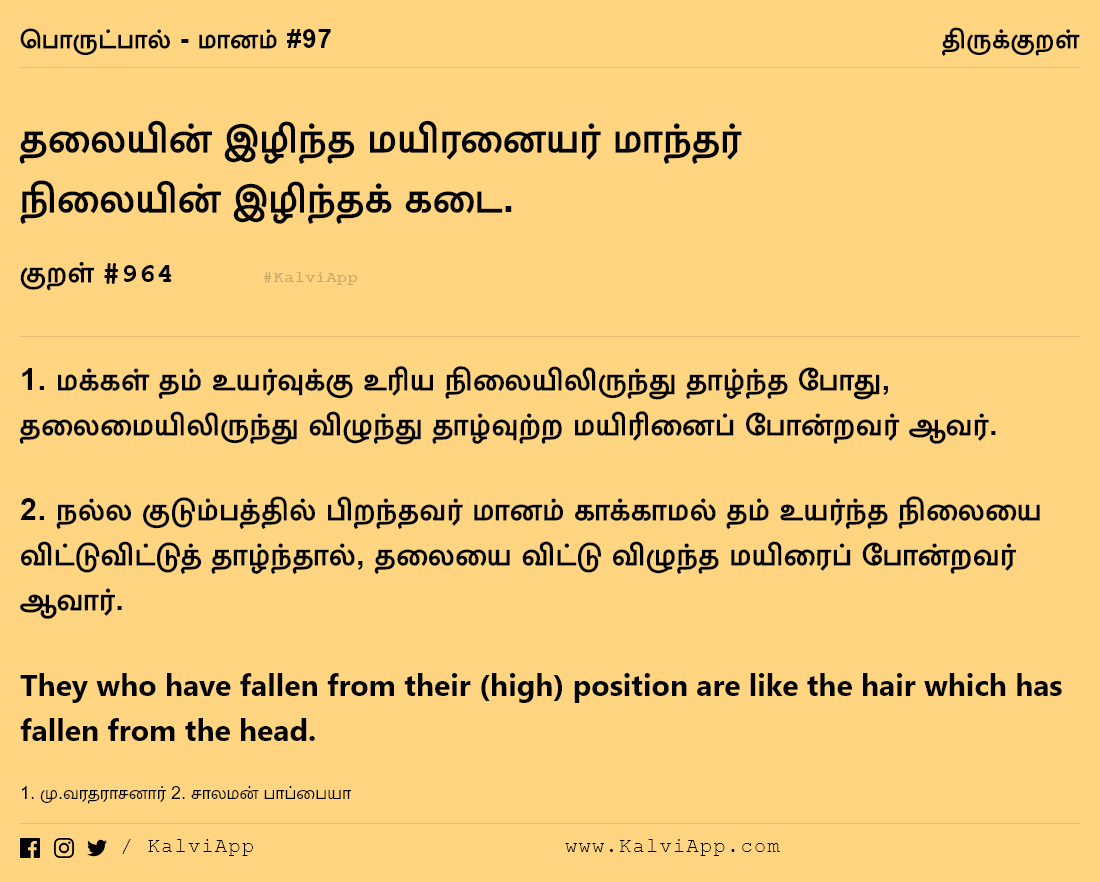 பொருட்பால் - மானம் #97
திருக்குறள்
தலையின் இழிந்த மயிரனையர் மாந்தர்
நிலையின் இழிந்தக் கடை.
குறள் #964
#KalviApp
1. மக்கள் தம் உயர்வுக்கு உரிய நிலையிலிருந்து தாழ்ந்த போது,
தலைமையிலிருந்து விழுந்து தாழ்வுற்ற மயிரினைப் போன்றவர் ஆவர்.
2. நல்ல குடும்பத்தில் பிறந்தவர் மானம் காக்காமல் தம் உயர்ந்த நிலையை
விட்டுவிட்டுத் தாழ்ந்தால், தலையை விட்டு விழுந்த மயிரைப் போன்றவர்
ஆவார்.
They who have fallen from their (high) position are like the hair which has
fallen from the head.
1. மு.வரதராசனார் 2. சாலமன் பாப்பையா
/ KalviApp
www.KalviApp.com